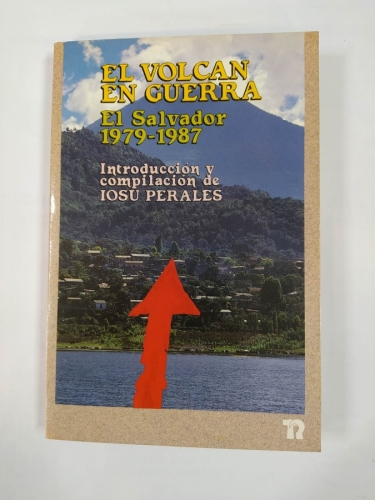 EL VOLCAN
EN GUERRA
El Salvador
1979-1987
Introducción y
compilación de
IOSU PERALES